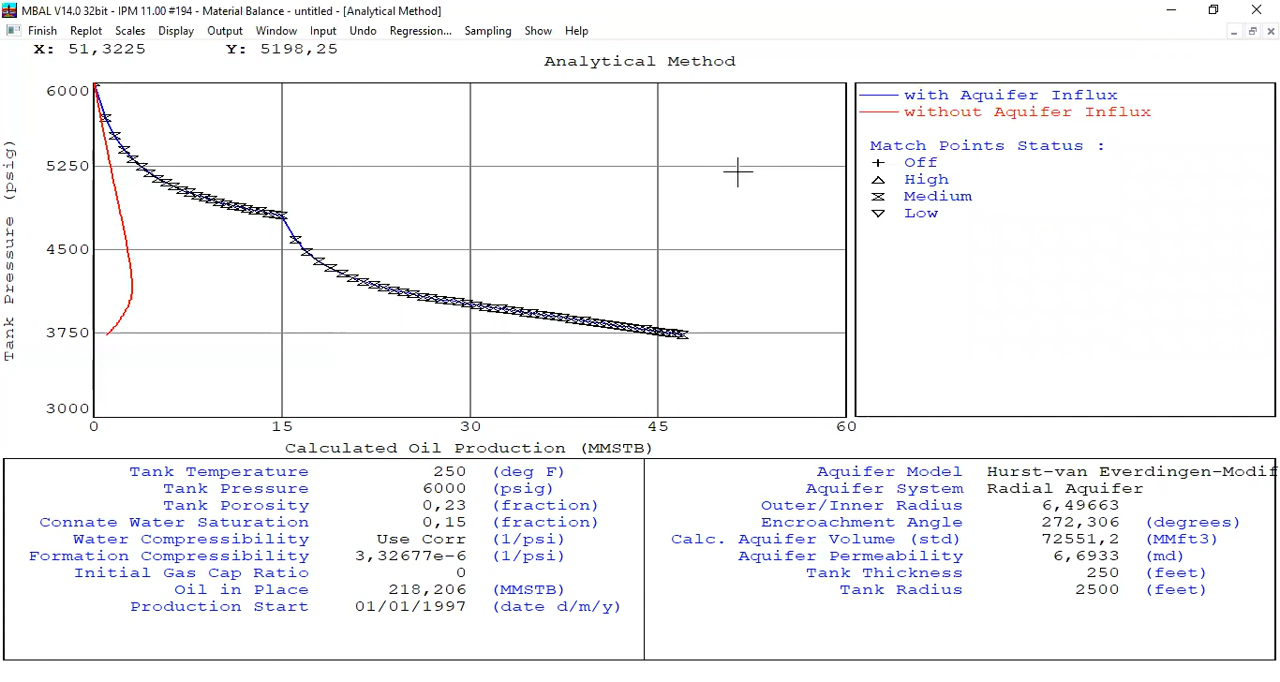 MBAL V14.0 32bit - IPM 11.00 #194 - Material Balance - untitled - [Analytical Method]
Finish Replot Scales Display Output Window Input Undo Regression... Sampling Show Help
X: 51,3225 Y: 5198,25
Analytical Method
6000
5250
4500
3750
3000
Tank Pressure (psig)
0 15 30 45 60
Calculated Oil Production (MMSTB)
with Aquifer Influx
without Aquifer Influx
Match Points Status :
Off
High
Medium
Low
Tank Temperature 250 (deg F)
Tank Pressure 6000 (psig)
Tank Porosity 0,23 (fraction)
Connate Water Saturation 0,15 (fraction)
Water Compressibility Use Corr (1/psi)
Formation Compressibility 3,32677e-6 (1/psi)
Initial Gas Cap Ratio 0
Oil in Place 218,206 (MMSTB)
Production Start 01/01/1997 (date d/m/y)
Aquifer Model Hurst-van Everdingen-Modif
Aquifer System Radial Aquifer
Outer/Inner Radius 6,49663
Encroachment Angle 272,306 (degrees)
Calc. Aquifer Volume (std) 72551,2 (MMft3)
Aquifer Permeability 6,6933 (md)
Tank Thickness 250 (feet)
Tank Radius 2500 (feet)